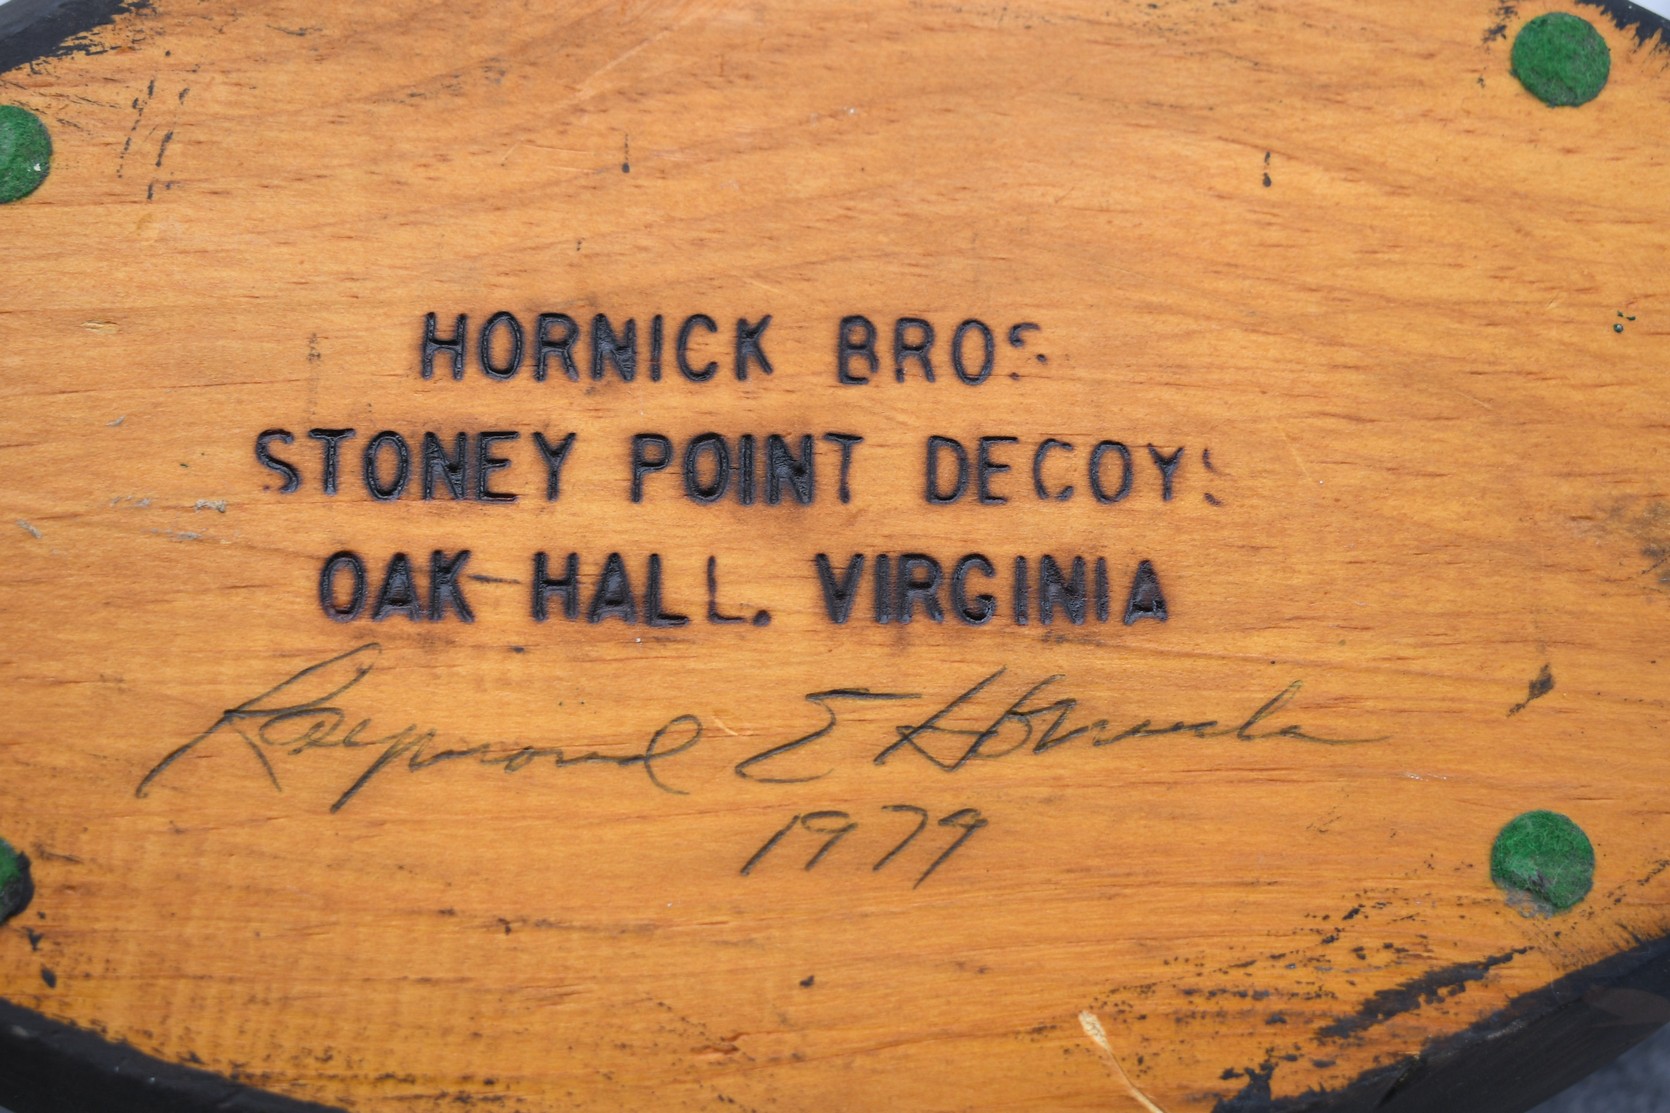 HORNICK BROS
STONEY POINT DECOYS
OAK HALL. VIRGINIA
Raymond E Hornick
1979